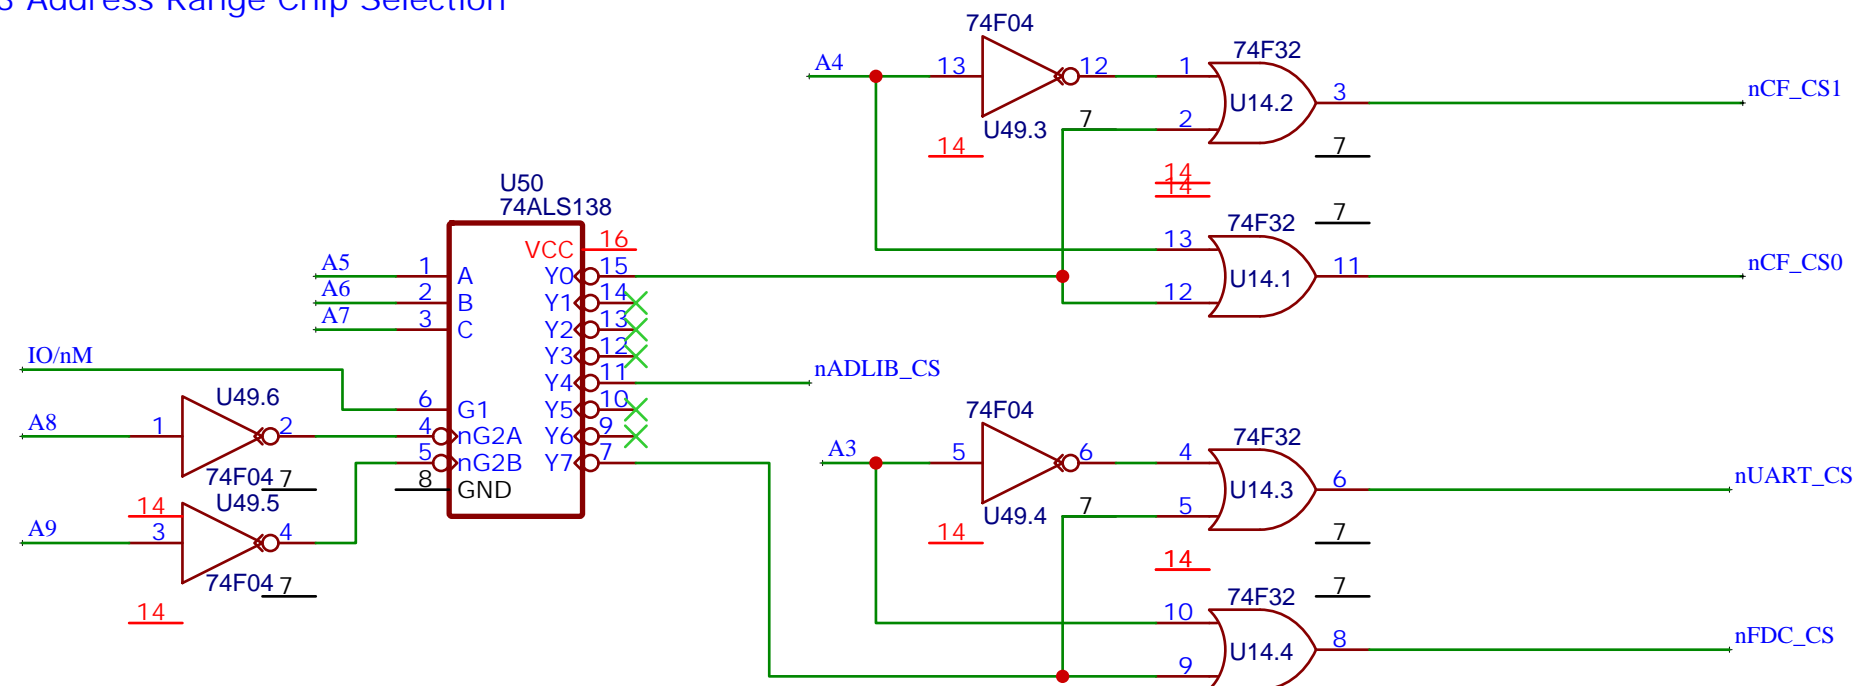 Address Range Chip Selection
74F04
A4
13
12
U49.3
14
7
74F32
1
2
U14.2
3
nCF_CS1
7
14
14
7
74F32
13
12
U14.1
11
nCF_CS0
U50
74ALS138
VCC 16
A5 1 A
A6 2 B
A7 3 C
Y0 15
Y1 14
Y2 13
Y3 12
Y4 11
nADLIB_CS
Y5 10
Y6 9
Y7 7
IO/nM
6 G1
4 nG2A
5 nG2B
8 GND
U49.6
A8 1 2
74F04 7
14
U49.5
A9 3 4
74F04 7
14
74F04
A3 5 6
U49.4
14
7
74F32
4
5
U14.3
6
nUART_CS
7
14
7
74F32
10
9
U14.4
8
nFDC_CS